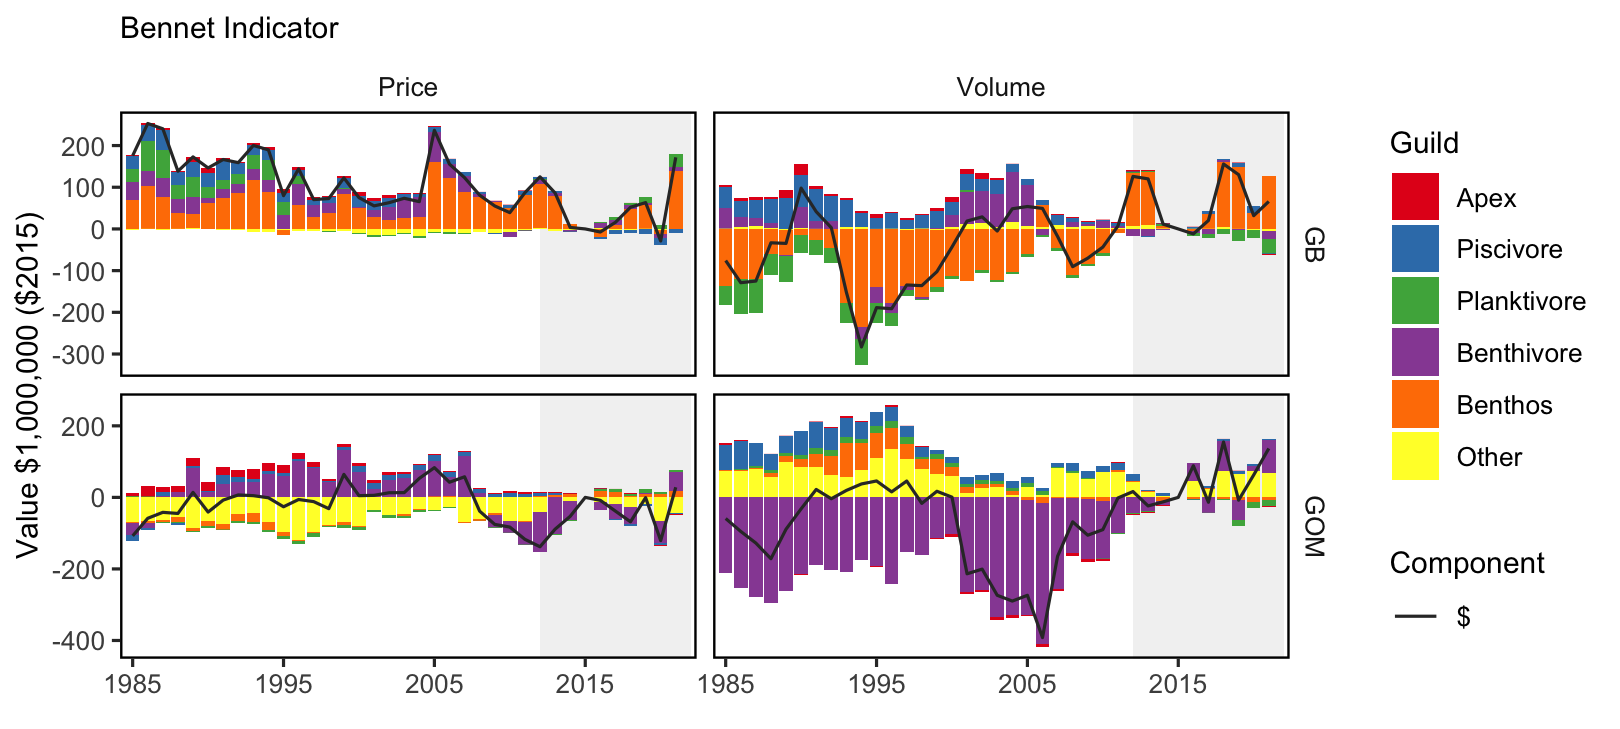 Bennet Indicator
Price
Volume
Value $1,000,000 ($2015)
200
100
0
-100
-200
-300
GB
200
0
-200
-400
GOM
1985
1995
2005
2015
1985
1995
2005
2015
Guild
Apex
Piscivore
Planktivore
Benthivore
Benthos
Other
Component
$